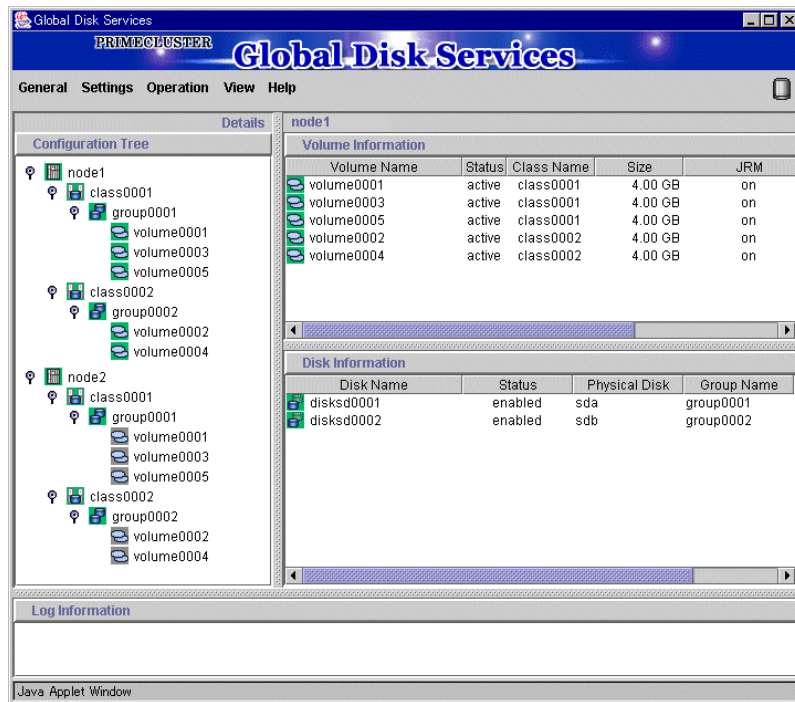 Global Disk Services
PRIMECLUSTER
Global Disk Services
General Settings Operation View Help
Details
Configuration Tree
node1
class0001
group0001
volume0001
volume0003
volume0005
class0002
group0002
volume0002
volume0004
node2
class0001
group0001
volume0001
volume0003
volume0005
class0002
group0002
volume0002
volume0004
node1
Volume Information
Volume Name Status Class Name Size JRM
volume0001 active class0001 4.00 GB on
volume0003 active class0001 4.00 GB on
volume0005 active class0001 4.00 GB on
volume0002 active class0002 4.00 GB on
volume0004 active class0002 4.00 GB on
Disk Information
Disk Name Status Physical Disk Group Name
disksd0001 enabled sda group0001
disksd0002 enabled sdb group0002
Log Information
Java Applet Window